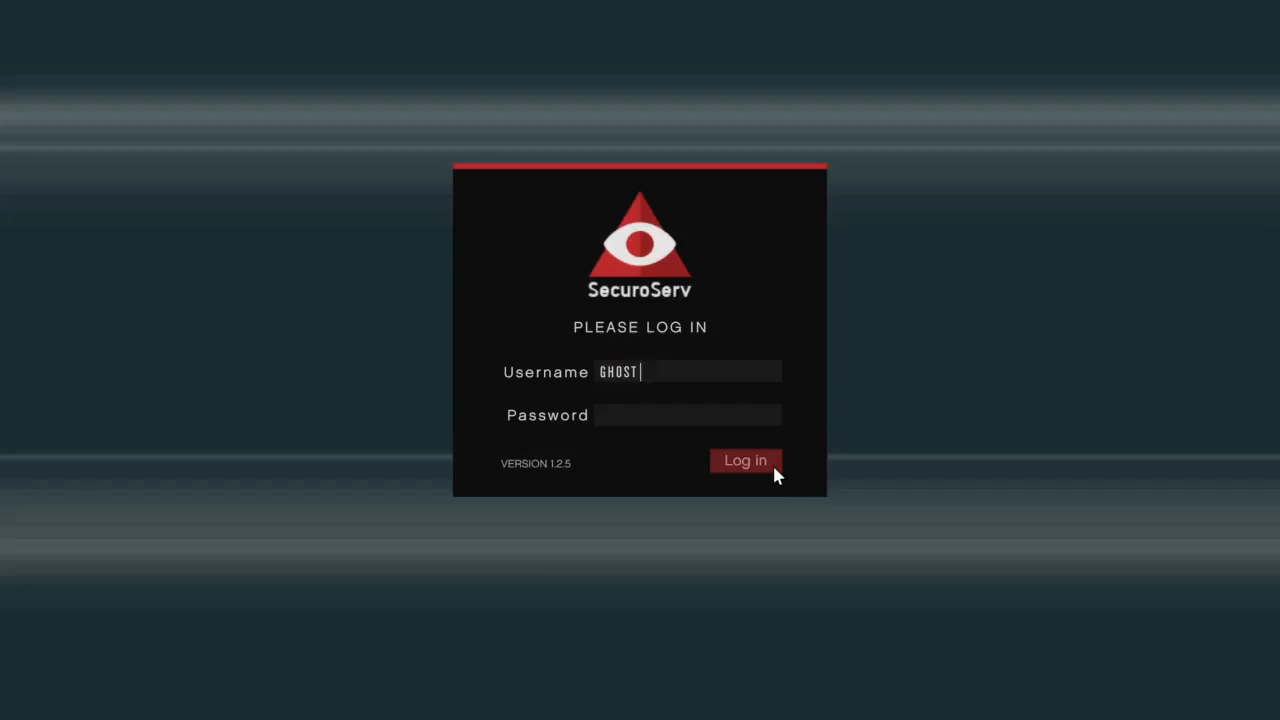 SecuroServ
PLEASE LOG IN
Username GHOST
Password
VERSION 1.2.5 Log in